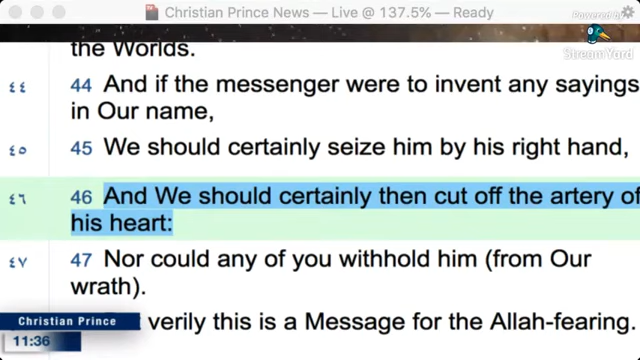 Christian Prince News — Live @ 137.5% — Ready
Powered by
StreamYard
the Worlds.
٤٤ 44 And if the messenger were to invent any sayings
in Our name,
٤٥ 45 We should certainly seize him by his right hand,
٤٦ 46 And We should certainly then cut off the artery of
his heart:
٤٧ 47 Nor could any of you withhold him (from Our
wrath).
verily this is a Message for the Allah-fearing.
Christian Prince
11:36